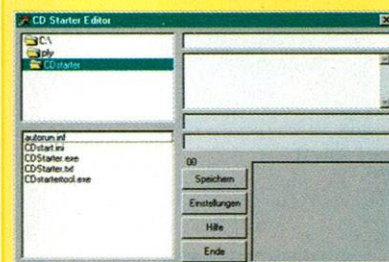 CD Starter Editor
C:\
ply
CDstarter
autorun.inf
CDstart.ini
CDStarter.exe
CDStarter.txt
CDstartertool.exe
00
Speichern
Einstellungen
Hilfe
Ende